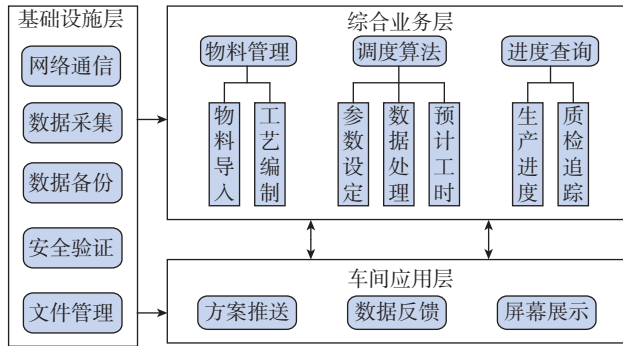 基础设施层
网络通信
数据采集
数据备份
安全验证
文件管理
综合业务层
物料管理
物料导入
工艺编制
调度算法
参数设定
数据处理
预计工时
进度查询
生产进度
质检追踪
车间应用层
方案推送
数据反馈
屏幕展示